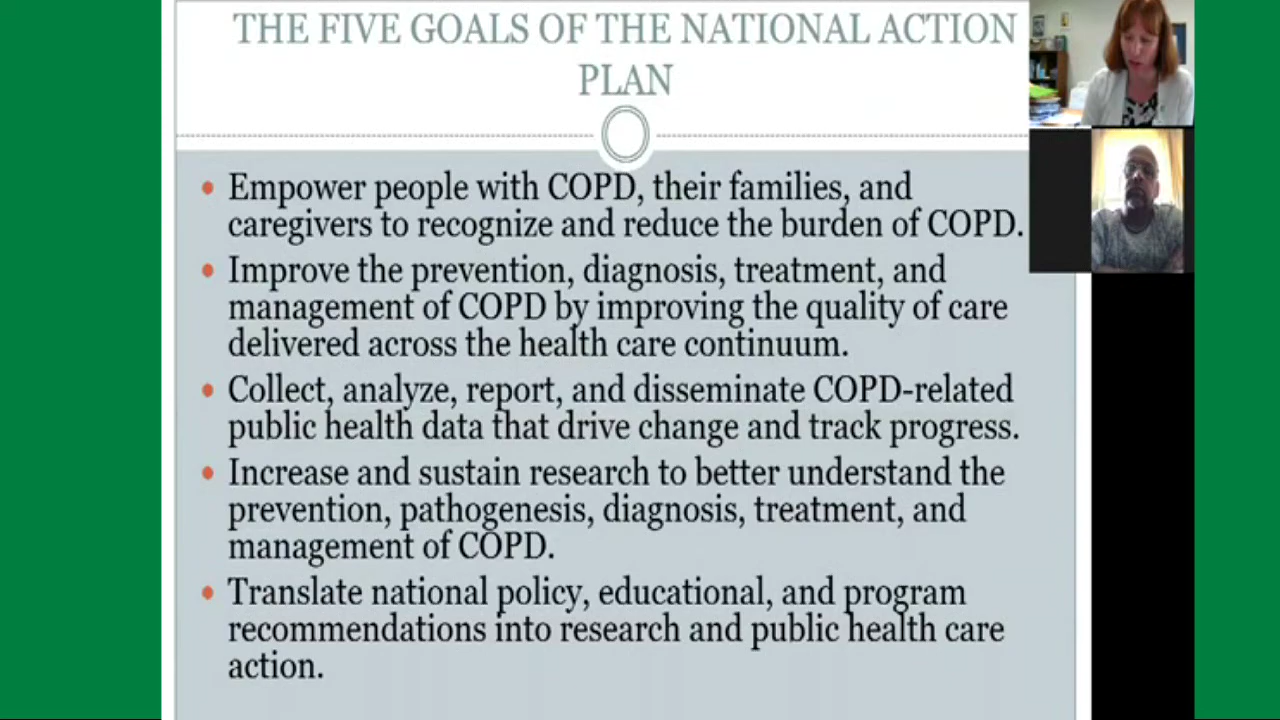 THE FIVE GOALS OF THE NATIONAL ACTION
PLAN
• Empower people with COPD, their families, and
caregivers to recognize and reduce the burden of COPD.
• Improve the prevention, diagnosis, treatment, and
management of COPD by improving the quality of care
delivered across the health care continuum.
• Collect, analyze, report, and disseminate COPD-related
public health data that drive change and track progress.
• Increase and sustain research to better understand the
prevention, pathogenesis, diagnosis, treatment, and
management of COPD.
• Translate national policy, educational, and program
recommendations into research and public health care
action.